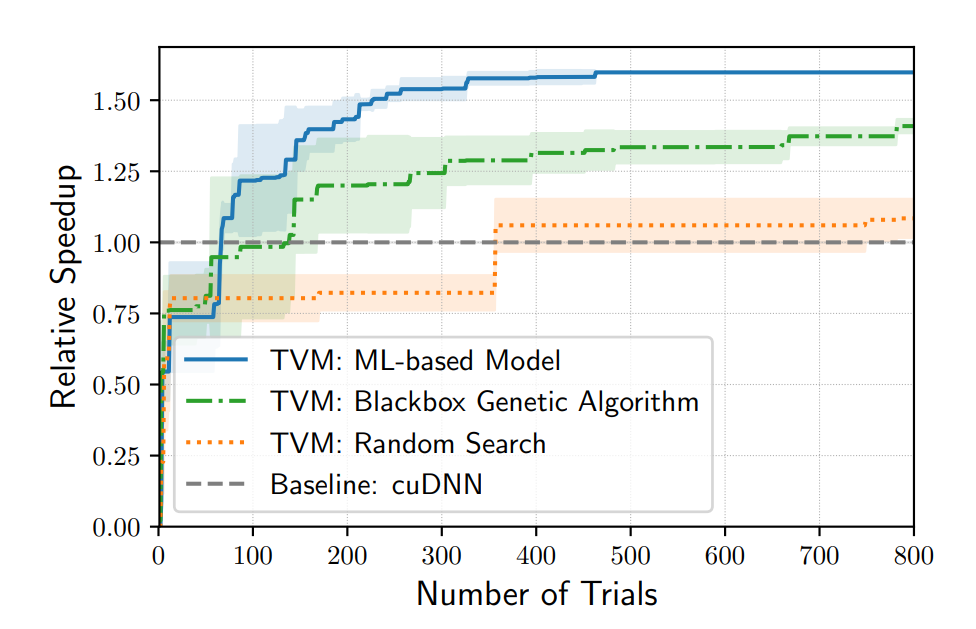 1.50
1.25
1.00
0.75
0.50
0.25
0.00
Relative Speedup
TVM: ML-based Model
TVM: Blackbox Genetic Algorithm
TVM: Random Search
Baseline: cuDNN
0 100 200 300 400 500 600 700 800
Number of Trials